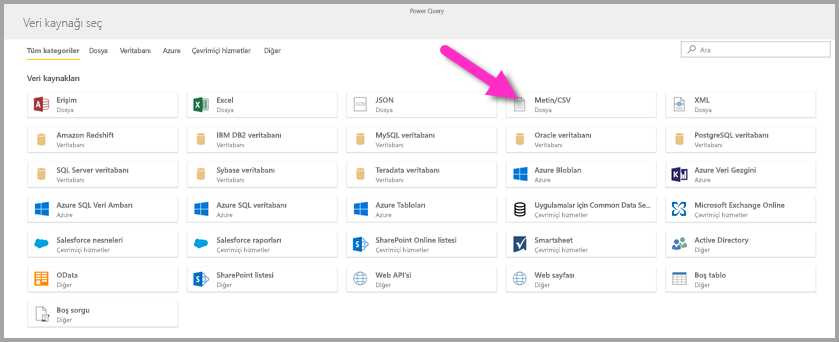 Power Query
Veri kaynağı seç
Tüm kategoriler Dosya Veritabanı Azure Çevrimiçi hizmetler Diğer
Ara
Veri kaynakları
Erişim Excel JSON Metin/CSV XML
Dosya Dosya Dosya Dosya Dosya
Amazon Redshift IBM DB2 veritabanı MySQL veritabanı Oracle veritabanı PostgreSQL veritabanı
Veritabanı Veritabanı Veritabanı Veritabanı Veritabanı
SQL Server veritabanı Sybase veritabanı Teradata veritabanı Azure Blobları Azure Veri Gezgini
Veritabanı Veritabanı Veritabanı Azure Azure
Azure SQL Veri Ambarı Azure SQL veritabanı Azure Tabloları Uygulamalar için Common Data Se... Microsoft Exchange Online
Azure Azure Azure Çevrimiçi hizmetler Çevrimiçi hizmetler
Salesforce nesneleri Salesforce raporları SharePoint Online listesi Smartsheet Active Directory
Çevrimiçi hizmetler Çevrimiçi hizmetler Çevrimiçi hizmetler Çevrimiçi hizmetler Diğer
OData SharePoint listesi Web API'si Web sayfası Boş tablo
Diğer Diğer Diğer Diğer Diğer
Boş sorgu
Diğer